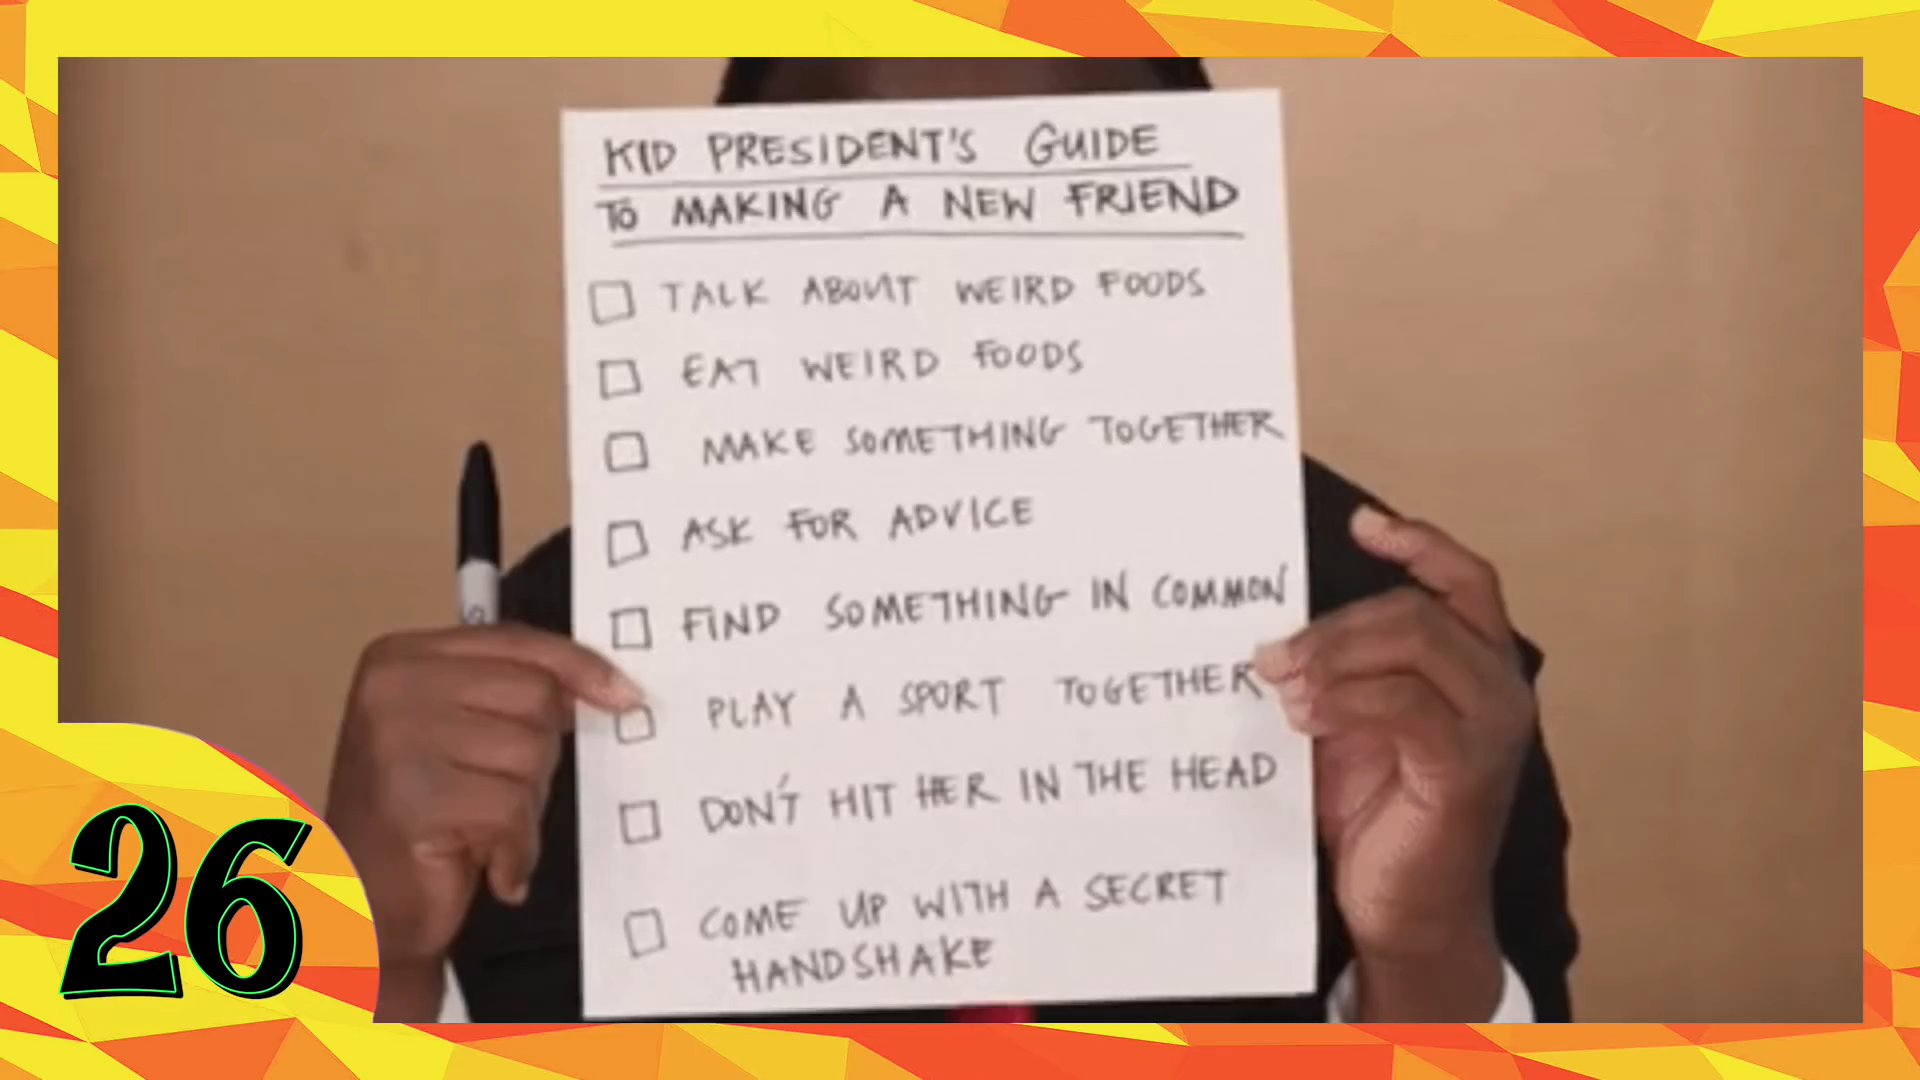 KID PRESIDENT'S GUIDE
TO MAKING A NEW FRIEND
TALK ABOUT WEIRD FOODS
EAT WEIRD FOODS
MAKE SOMETHING TOGETHER
ASK FOR ADVICE
FIND SOMETHING IN COMMON
PLAY A SPORT TOGETHER
DON'T HIT HER IN THE HEAD
COME UP WITH A SECRET
HANDSHAKE
26